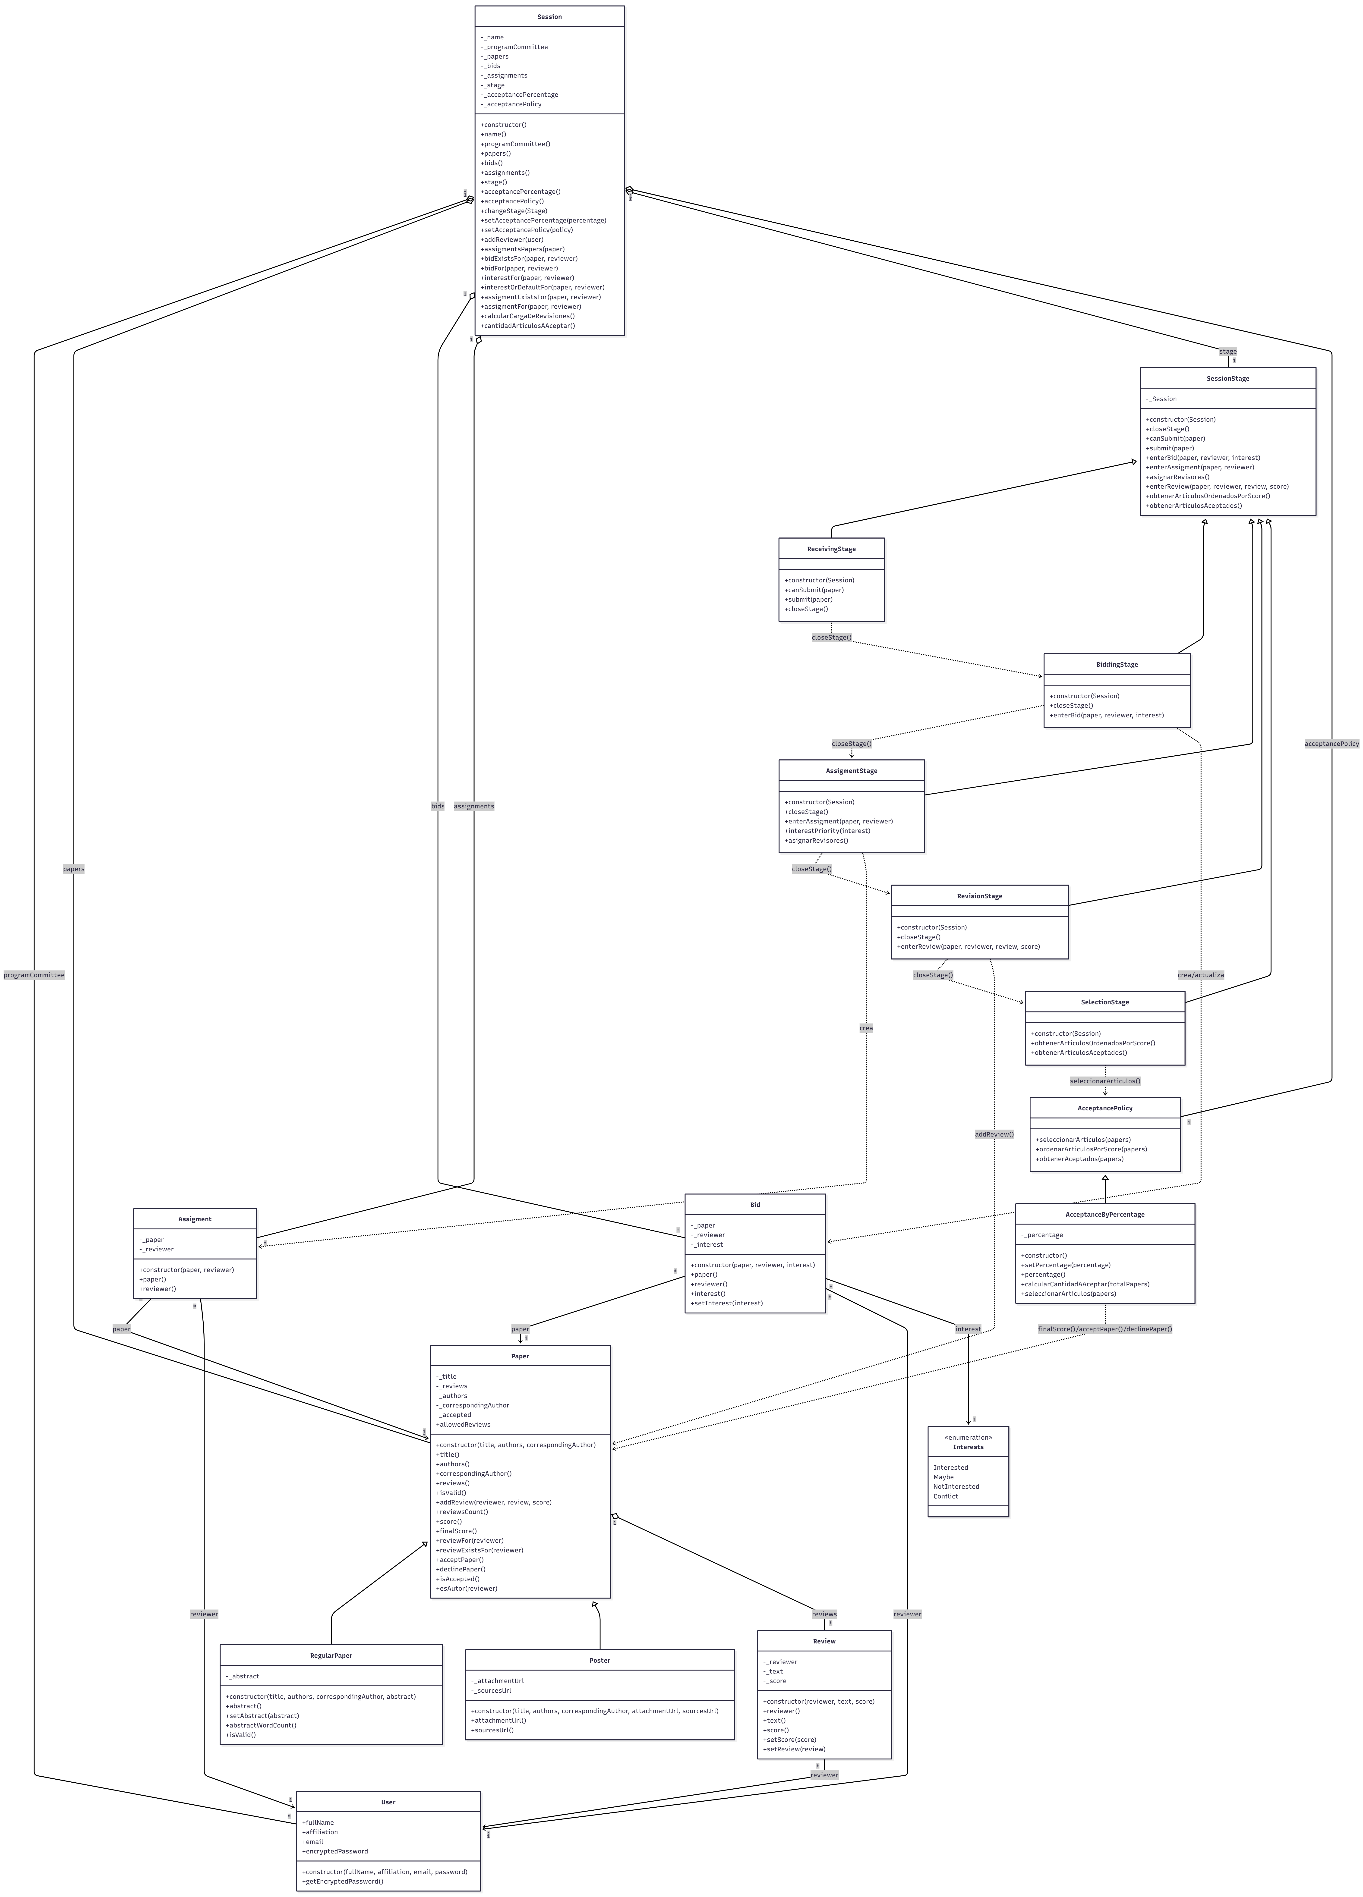 Session
-_name
-_programCommittee
-_papers
-_bids
-_assignments
-_stage
-_acceptancePercentage
-_acceptancePolicy
+constructor()
+name()
+programCommittee()
+papers()
+bids()
+assignments()
+stage()
+acceptancePercentage()
+acceptancePolicy()
+changeStage(Stage)
+setAcceptancePercentage(percentage)
+setAcceptancePolicy(policy)
+addReviewer(user)
+assigmentsPapers(paper)
+bidExistsFor(paper, reviewer)
+bidFor(paper, reviewer)
+interestFor(paper, reviewer)
+interestOrDefaultFor(paper, reviewer)
+assigmentExistsFor(paper, reviewer)
+assigmentFor(paper, reviewer)
+calcularCargaDeRevisiones()
+cantidadArticulosAAceptar()
stage
SessionStage
-_Session
+constructor(Session)
+closeStage()
+canSubmit(paper)
+submit(paper)
+enterBid(paper, reviewer, interest)
+enterAssigment(paper, reviewer)
+asignarRevisores()
+enterReview(paper, reviewer, review, score)
+obtenerArticulosOrdenadosPorScore()
+obtenerArticulosAceptados()
ReceivingStage
+constructor(Session)
+canSubmit(paper)
+submit(paper)
+closeStage()
closeStage()
BiddingStage
+constructor(Session)
+closeStage()
+enterBid(paper, reviewer, interest)
closeStage()
acceptancePolicy
AssigmentStage
+constructor(Session)
+closeStage()
+enterAssigment(paper, reviewer)
+interestPriority(interest)
+asignarRevisores()
bids
assignments
papers
closeStage()
RevisionStage
+constructor(Session)
+closeStage()
+enterReview(paper, reviewer, review, score)
programCommittee
closeStage()
crea/actualiza
SelectionStage
+constructor(Session)
+obtenerArticulosOrdenadosPorScore()
+obtenerArticulosAceptados()
crea
seleccionarArticulos()
AcceptancePolicy
+seleccionarArticulos(papers)
+ordenarArticulosPorScore(papers)
+obtenerAceptados(papers)
addReview()
Assigment
-_paper
-_reviewer
+constructor(paper, reviewer)
+paper()
+reviewer()
Bid
-_paper
-_reviewer
-_interest
+constructor(paper, reviewer, interest)
+paper()
+reviewer()
+interest()
+setInterest(interest)
AcceptanceByPercentage
-_percentage
+constructor()
+setPercentage(percentage)
+percentage()
+calcularCantidadAAceptar(totalPapers)
+seleccionarArticulos(papers)
paper
paper
interest
finalScore()/acceptPaper()/declinePaper()
Paper
-_title
-_reviews
-_authors
-_correspondingAuthor
-_accepted
+allowedReviews
+constructor(title, authors, correspondingAuthor)
+title()
+authors()
+correspondingAuthor()
+reviews()
+isValid()
+addReview(reviewer, review, score)
+reviewsCount()
+score()
+finalScore()
+reviewFor(reviewer)
+reviewExistsFor(reviewer)
+acceptPaper()
+declinePaper()
+isAccepted()
+esAutor(reviewer)
«enumeration»
Interests
Interested
Maybe
NotInterested
Conflict
reviewer
reviews
reviewer
RegularPaper
-_abstract
+constructor(title, authors, correspondingAuthor, abstract)
+abstract()
+setAbstract(abstract)
+abstractWordCount()
+isValid()
Poster
-_attachmentUrl
-_sourcesUrl
+constructor(title, authors, correspondingAuthor, attachmentUrl, sourcesUrl)
+attachmentUrl()
+sourcesUrl()
Review
-_reviewer
-_text
-_score
+constructor(reviewer, text, score)
+reviewer()
+text()
+score()
+setScore(score)
+setReview(review)
reviewer
User
+fullName
+affiliation
+email
+encryptedPassword
+constructor(fullName, affiliation, email, password)
+getEncryptedPassword()